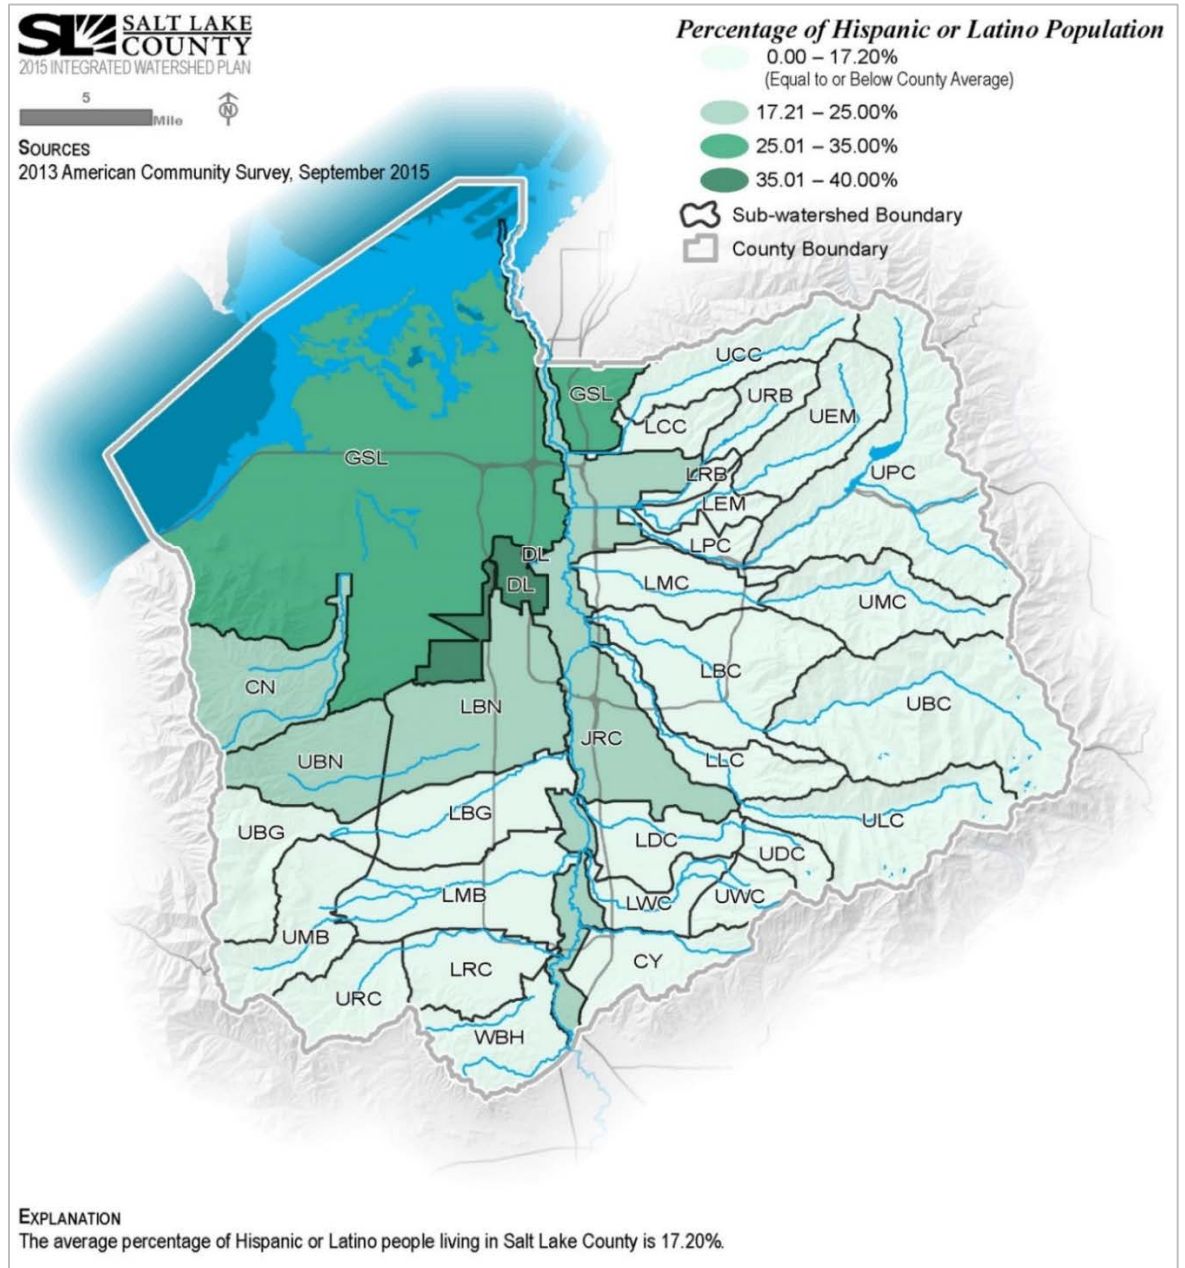 SL SALT LAKE
COUNTY
2015 INTEGRATED WATERSHED PLAN
5
Mile
N
SOURCES
2013 American Community Survey, September 2015
Percentage of Hispanic or Latino Population
0.00 – 17.20%
(Equal to or Below County Average)
17.21 – 25.00%
25.01 – 35.00%
35.01 – 40.00%
Sub-watershed Boundary
County Boundary
UCC
GSL
URB
UEM
LCC
GSL
UPC
LRB
LEM
LPC
DL
DL
LMC
UMC
CN
LBC
LBN
UBC
JRC
UBN
LLC
LBG
ULC
UBG
LDC
UDC
LMB
LWC
UWC
UMB
CY
LRC
URC
WBH
EXPLANATION
The average percentage of Hispanic or Latino people living in Salt Lake County is 17.20%.